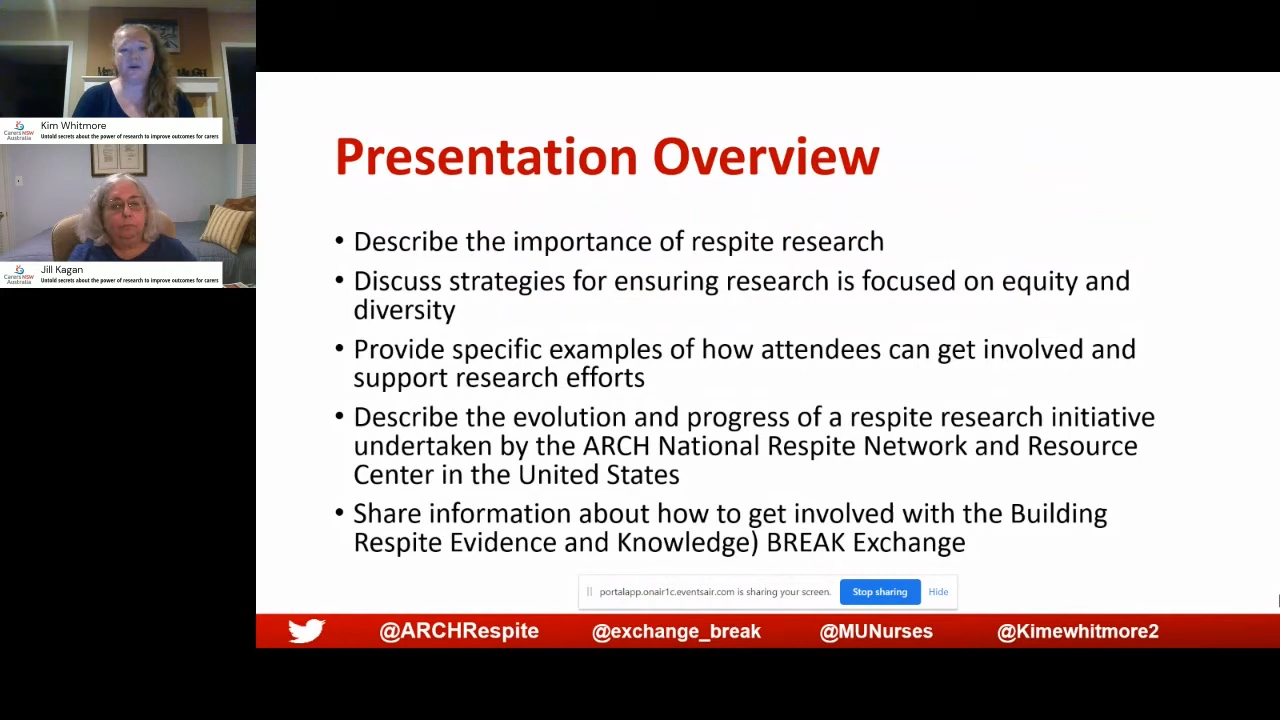 Kim Whitmore
Carers NSW
Australia
Untold secrets about the power of research to improve outcomes for carers
Jill Kagan
Carers NSW
Australia
Untold secrets about the power of research to improve outcomes for carers
Presentation Overview
• Describe the importance of respite research
• Discuss strategies for ensuring research is focused on equity and
diversity
• Provide specific examples of how attendees can get involved and
support research efforts
• Describe the evolution and progress of a respite research initiative
undertaken by the ARCH National Respite Network and Resource
Center in the United States
• Share information about how to get involved with the Building
Respite Evidence and Knowledge) BREAK Exchange
portalapp.onair1c.eventsair.com is sharing your screen.
Stop sharing
Hide
@ARCHRespite
@exchange_break
@MUNurses
@Kimewhitmore2